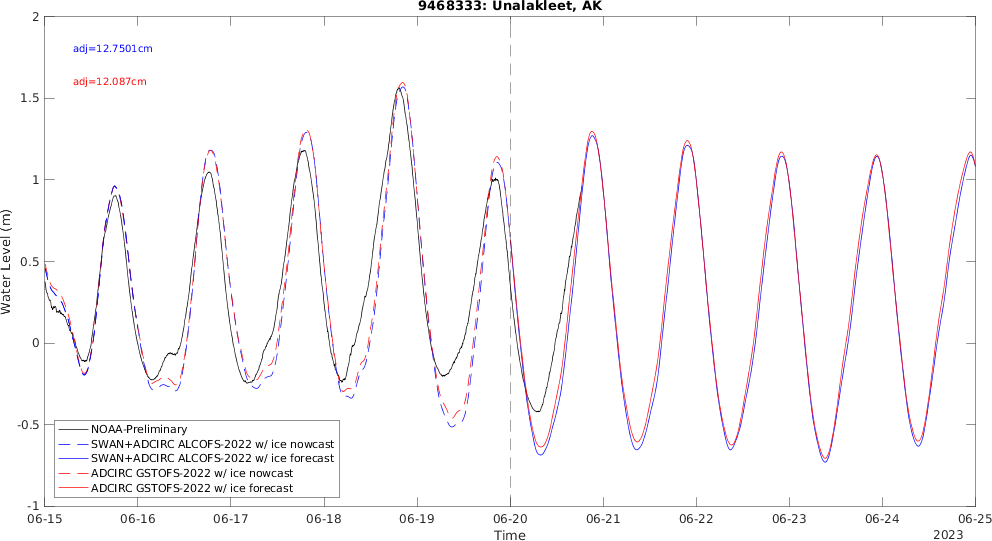 9468333: Unalakleet, AK
2
1.5
1
0.5
0
-0.5
-1
Water Level (m)
adj=12.7501cm
adj=12.087cm
NOAA-Preliminary
SWAN+ADCIRC ALCOFS-2022 w/ ice nowcast
SWAN+ADCIRC ALCOFS-2022 w/ ice forecast
ADCIRC GSTOFS-2022 w/ ice nowcast
ADCIRC GSTOFS-2022 w/ ice forecast
06-15 06-16 06-17 06-18 06-19 06-20 06-21 06-22 06-23 06-24 06-25
Time
2023